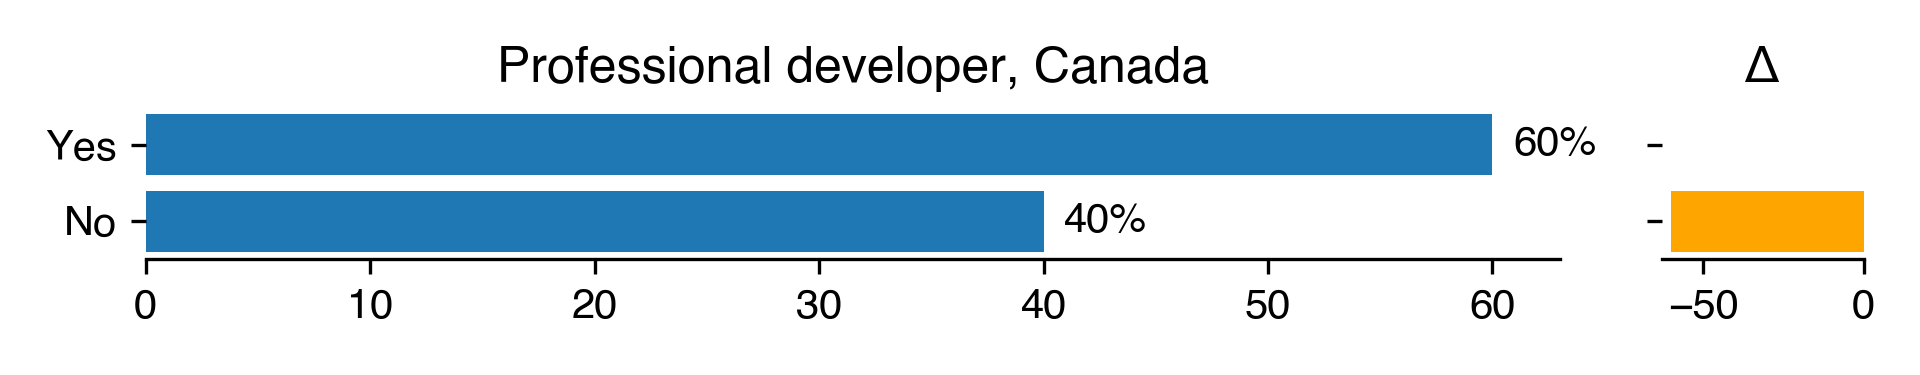 Professional developer, Canada Δ
Yes 60%
No 40%
0 10 20 30 40 50 60 −50 0